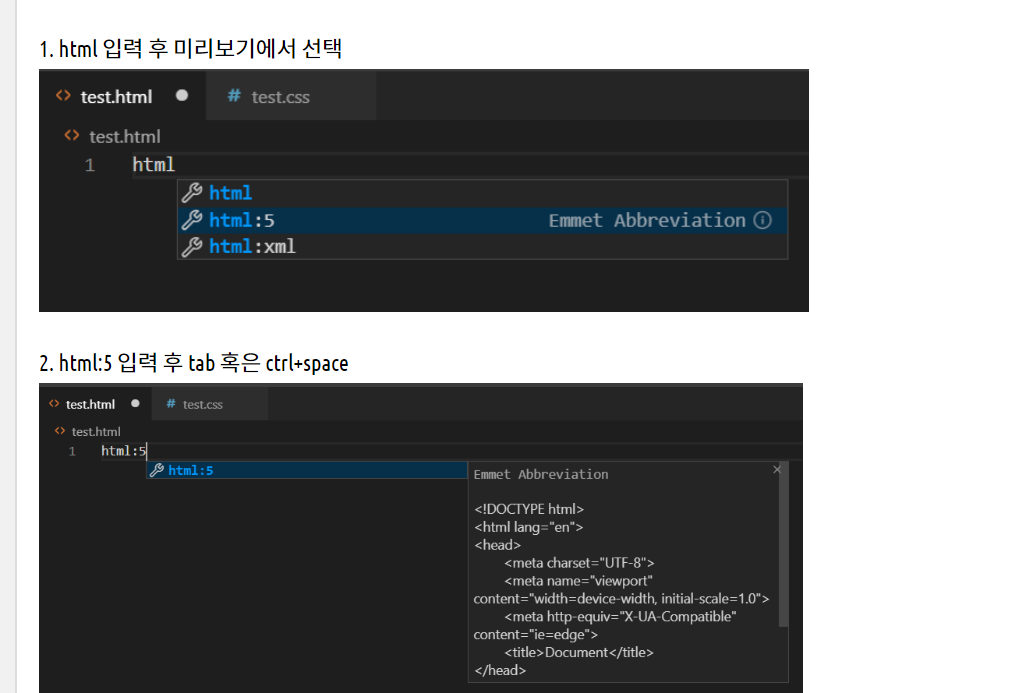 1. html 입력 후 미리보기에서 선택
<> test.html ● # test.css
<> test.html
1 html
html
html:5 Emmet Abbreviation
html:xml
2. html:5 입력 후 tab 혹은 ctrl+space
<> test.html ● # test.css
<> test.html
1 html:5
html:5
Emmet Abbreviation
<!DOCTYPE html>
<html lang="en">
<head>
<meta charset="UTF-8">
<meta name="viewport"
content="width=device-width, initial-scale=1.0">
<meta http-equiv="X-UA-Compatible"
content="ie=edge">
<title>Document</title>
</head>